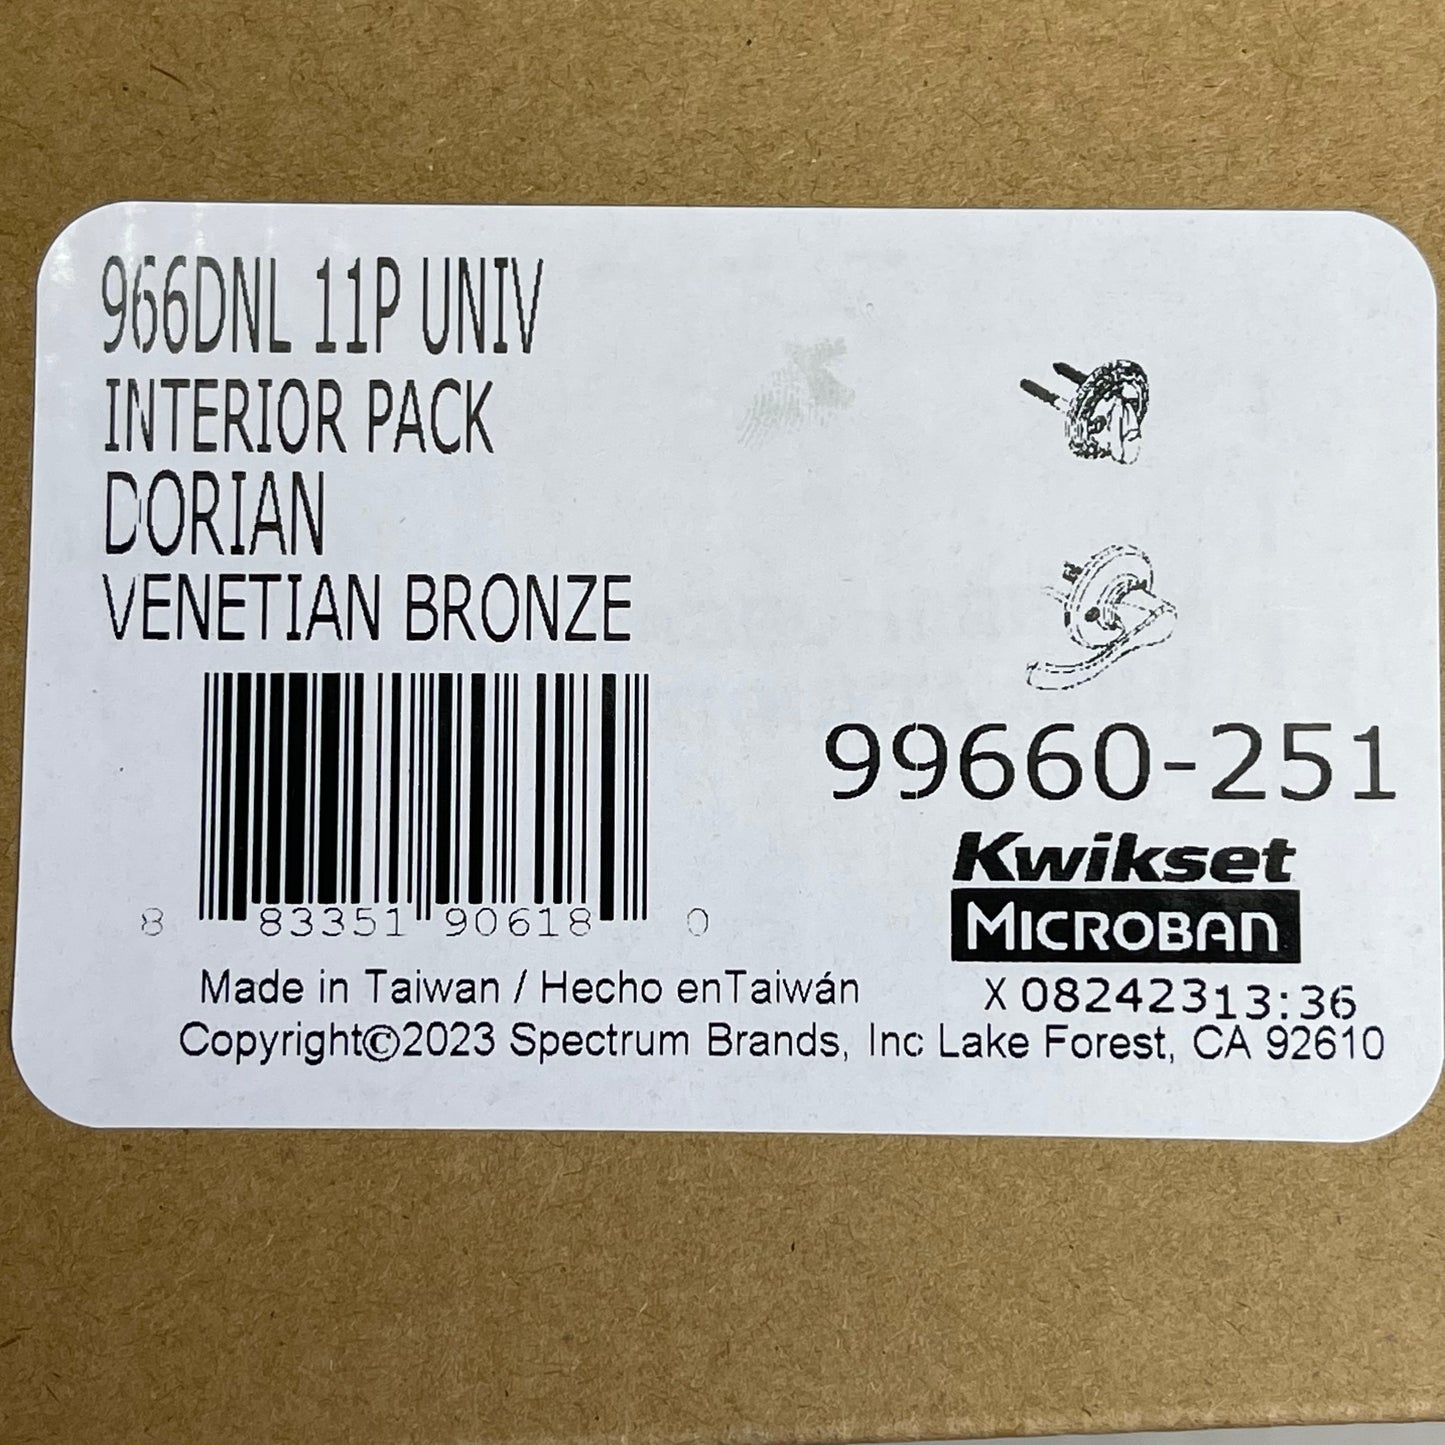 966DNL 11P UNIV
INTERIOR PACK
DORIAN
VENETIAN BRONZE
8 83351 90618 0
99660-251
Kwikset
MICROBAN
Made in Taiwan / Hecho enTaiwán
X 08242313:36
Copyright©2023 Spectrum Brands, Inc Lake Forest, CA 92610